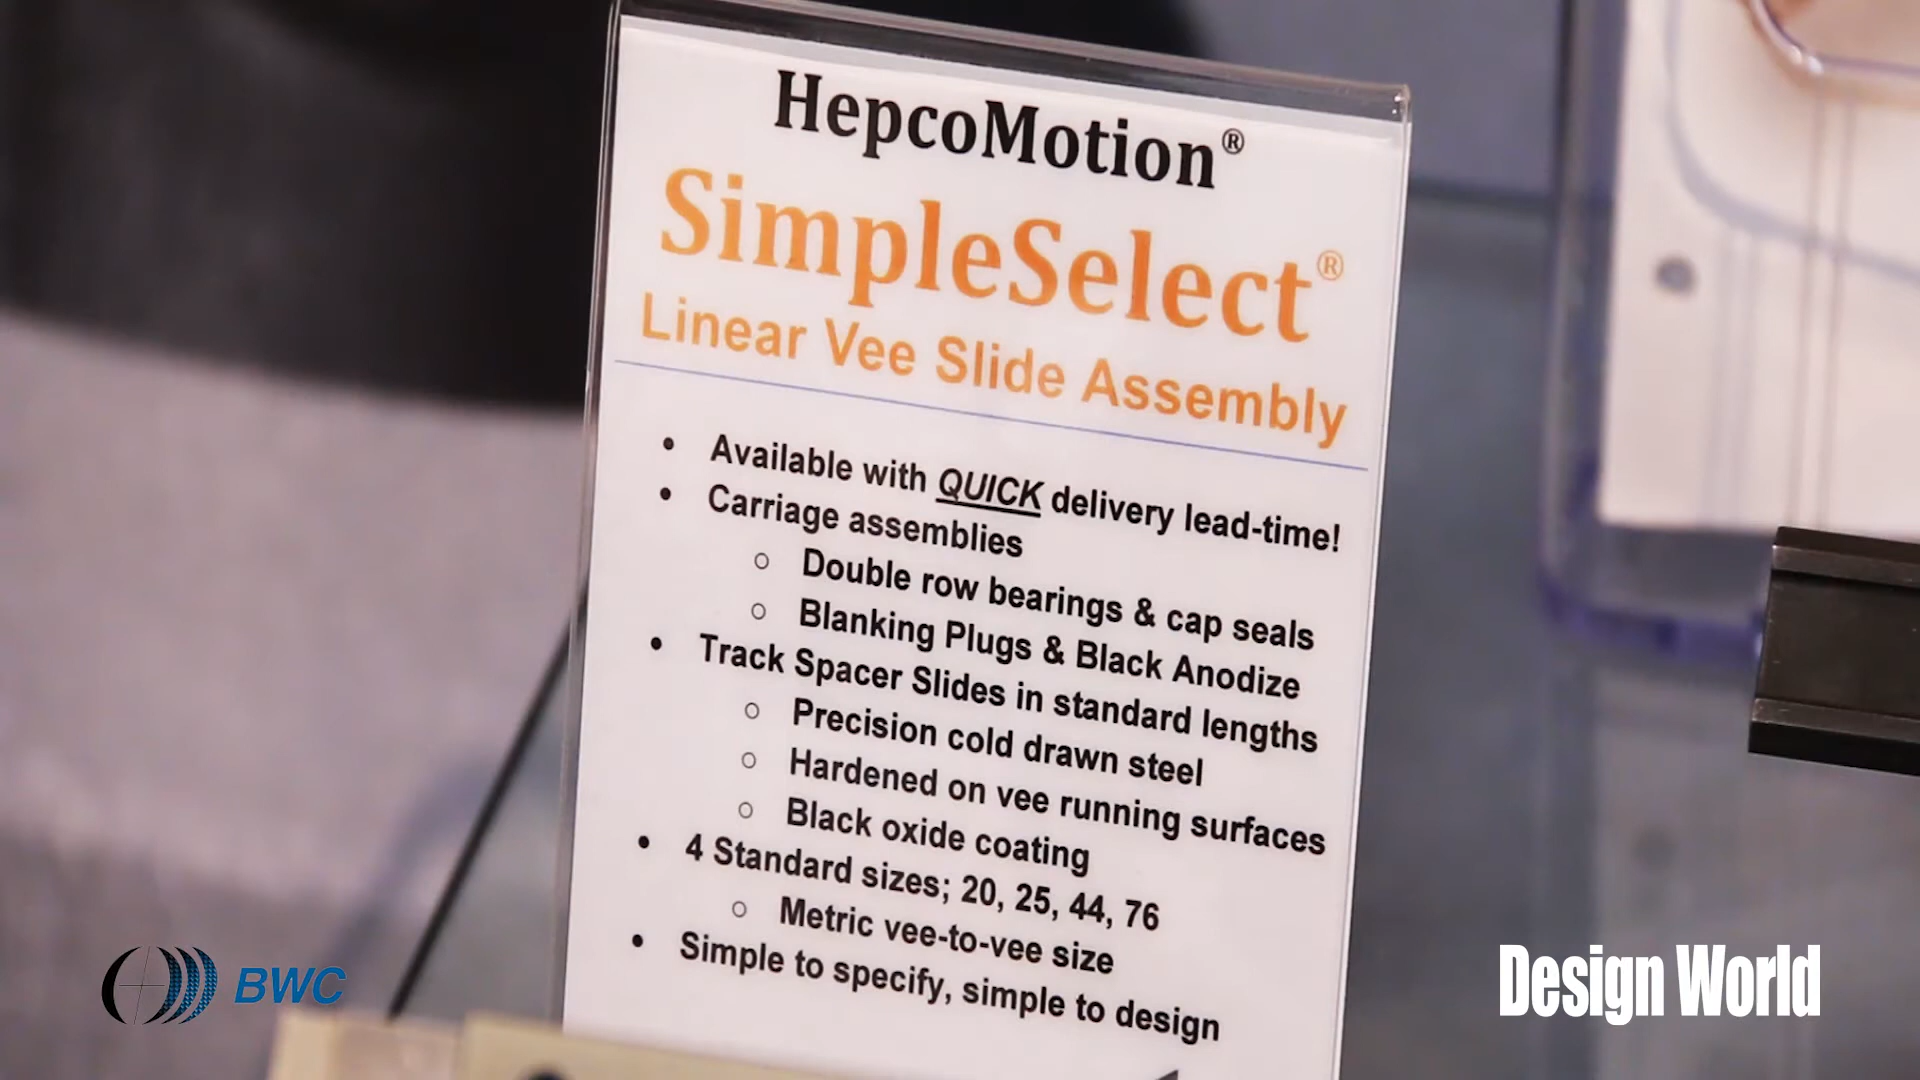 HepcoMotion®
SimpleSelect®
Linear Vee Slide Assembly
• Available with QUICK delivery lead-time!
• Carriage assemblies
○ Double row bearings & cap seals
○ Blanking Plugs & Black Anodize
• Track Spacer Slides in standard lengths
○ Precision cold drawn steel
○ Hardened on vee running surfaces
○ Black oxide coating
• 4 Standard sizes; 20, 25, 44, 76
○ Metric vee-to-vee size
• Simple to specify, simple to design
BWC
Design World